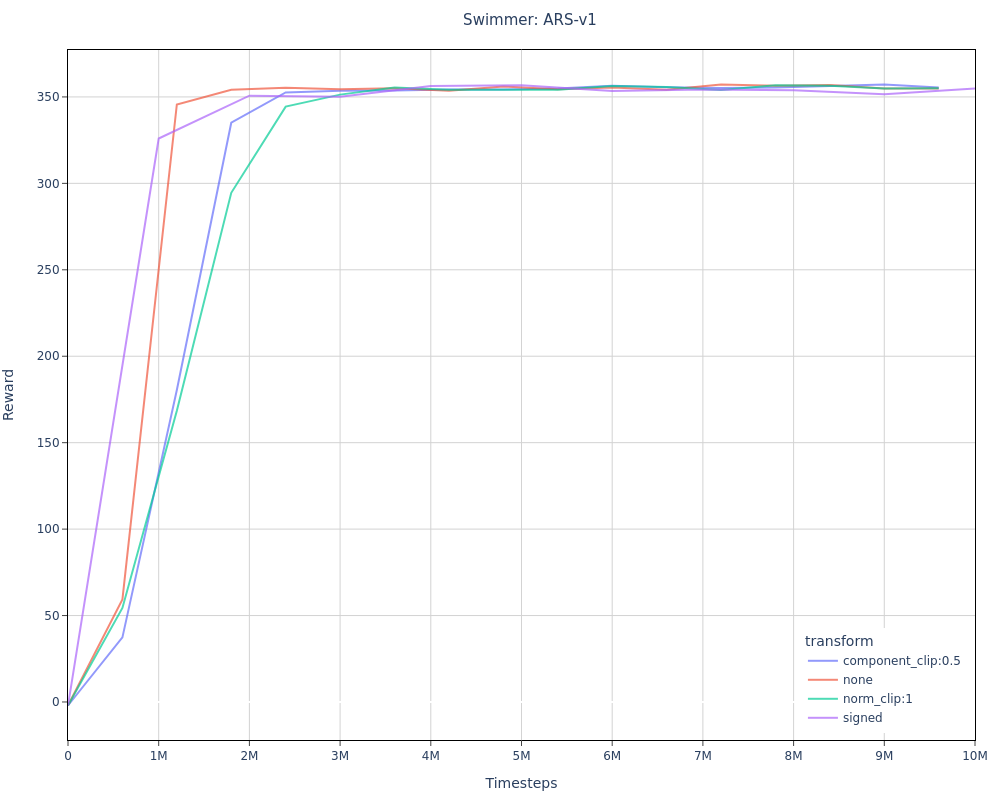 Swimmer: ARS-v1
Reward
350
300
250
200
150
100
50
0
0 1M 2M 3M 4M 5M 6M 7M 8M 9M 10M
Timesteps
transform
component_clip:0.5
none
norm_clip:1
signed